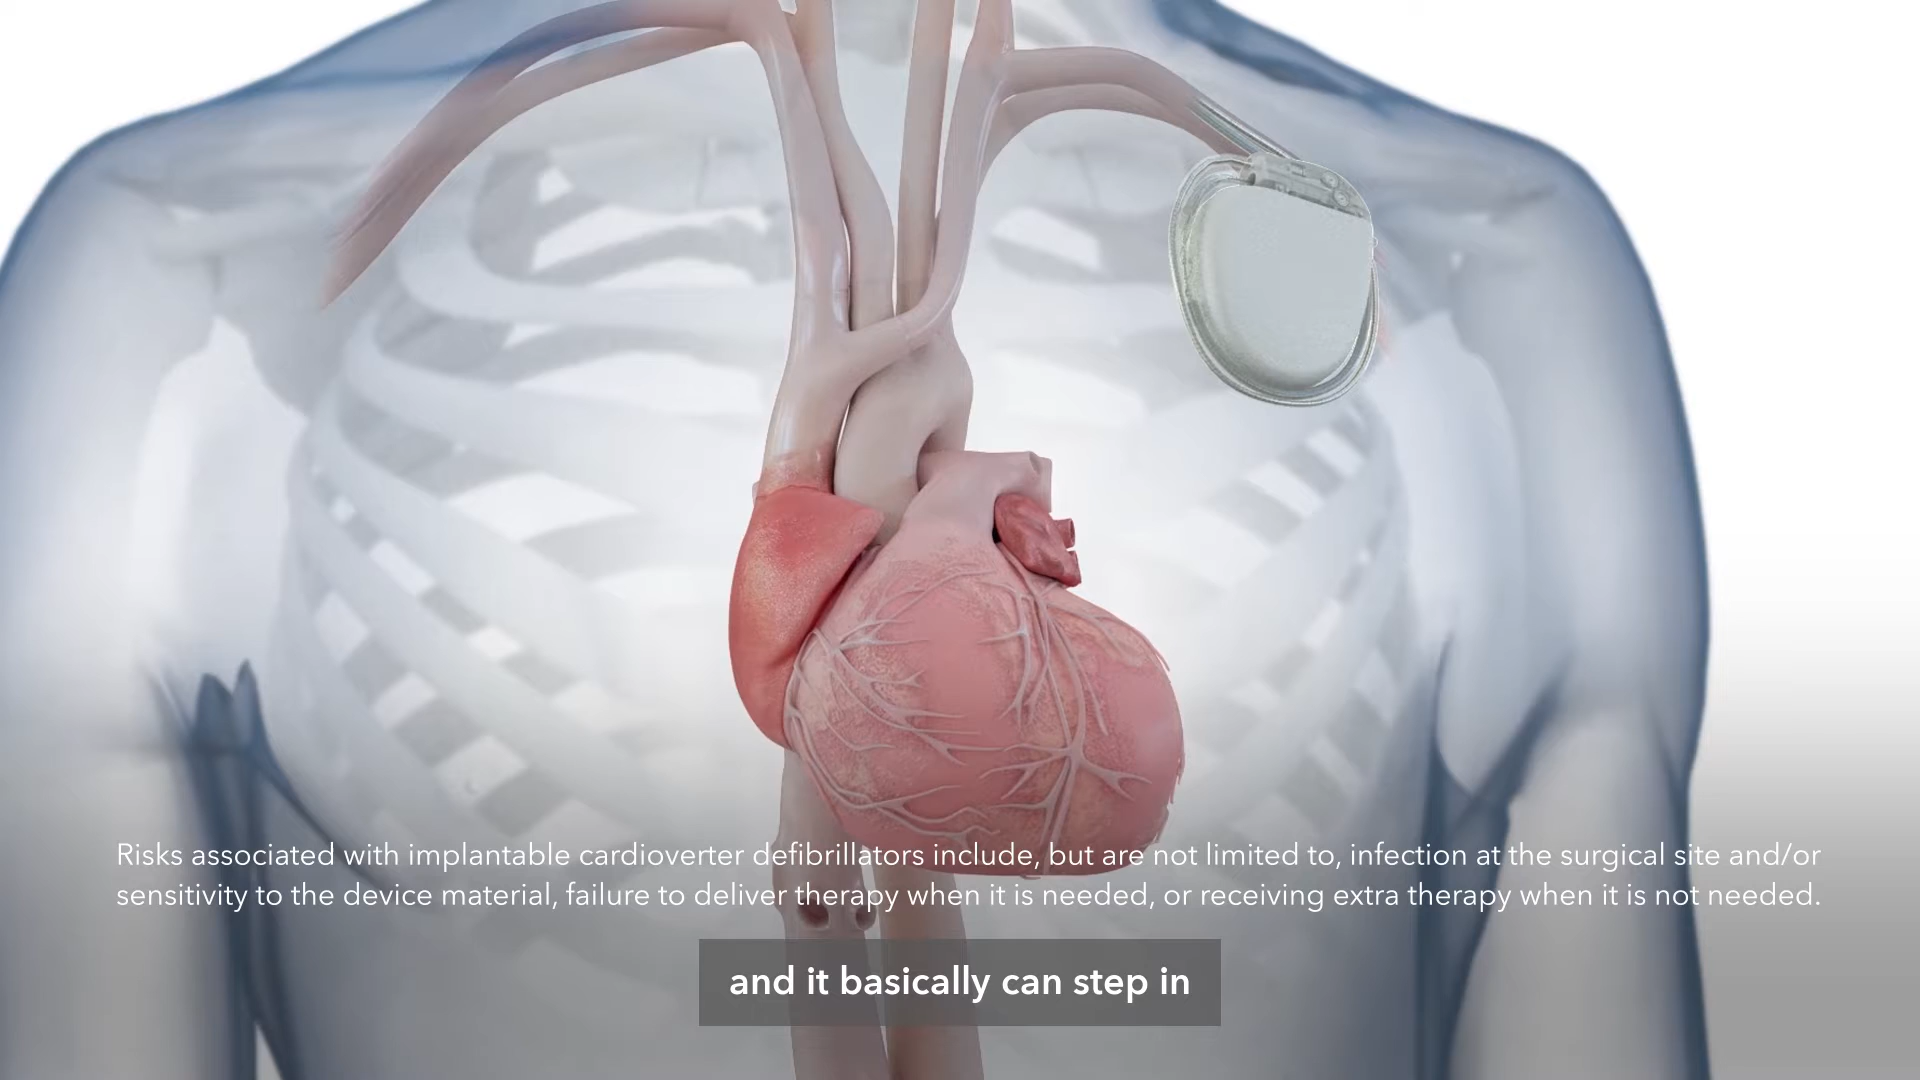 Risks associated with implantable cardioverter defibrillators include, but are not limited to, infection at the surgical site and/or
sensitivity to the device material, failure to deliver therapy when it is needed, or receiving extra therapy when it is not needed.
and it basically can step in